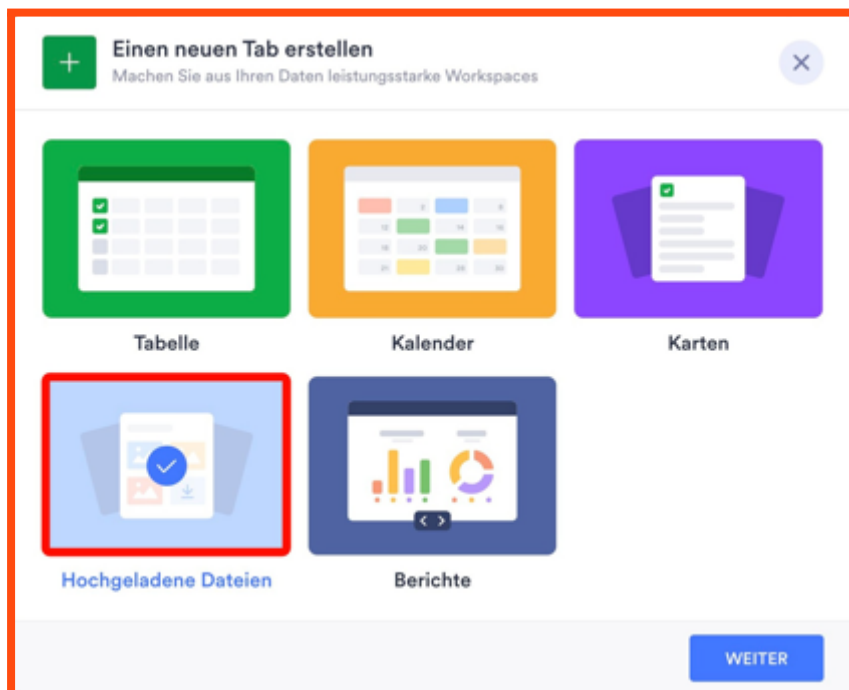 Einen neuen Tab erstellen
Machen Sie aus Ihren Daten leistungsstarke Workspaces
Tabelle
Kalender
Karten
Hochgeladene Dateien
Berichte
WEITER